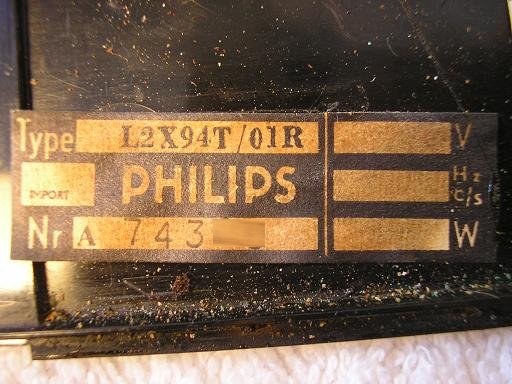 Type L2X94T/01R V
IMPORT PHILIPS Hz
c/s
Nr A 743 W